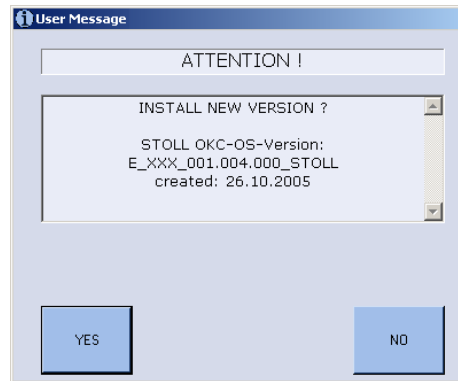 User Message
ATTENTION !
INSTALL NEW VERSION ?
STOLL OKC-OS-Version:
E_XXX_001.004.000_STOLL
created: 26.10.2005
YES
NO